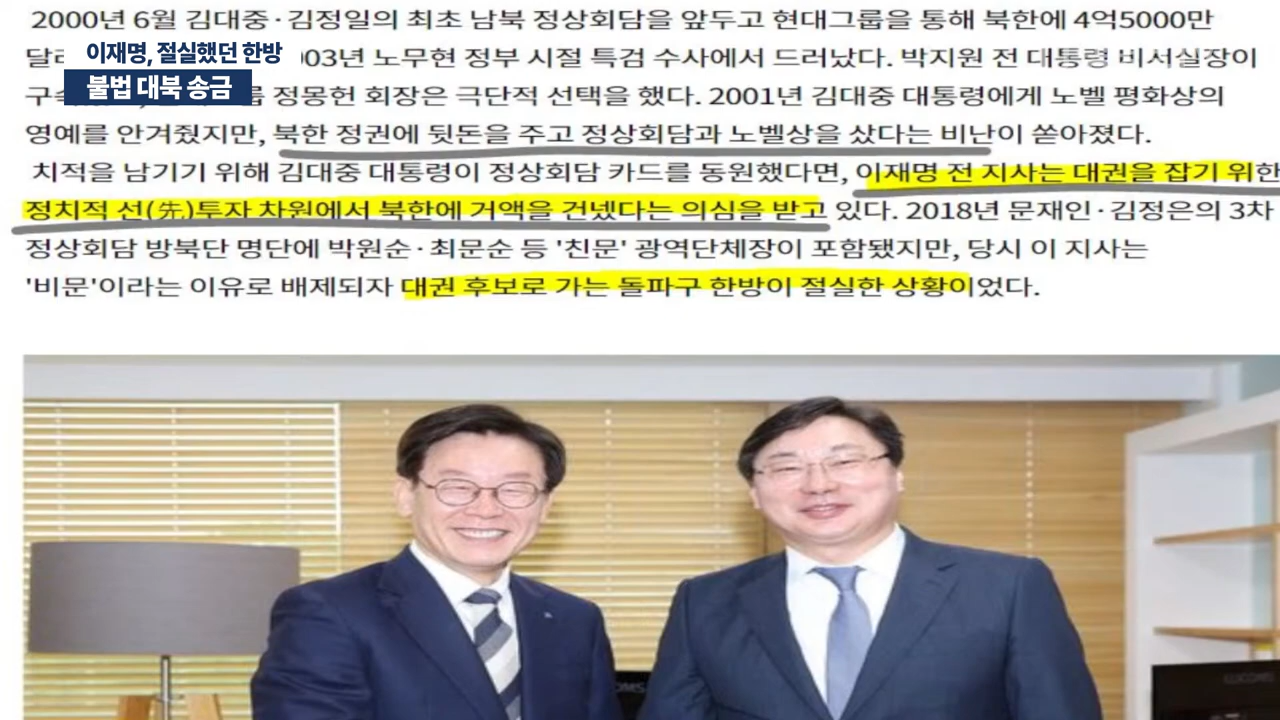 2000년 6월 김대중·김정일의 최초 남북 정상회담을 앞두고 현대그룹을 통해 북한에 4억5000만
이재명, 절실했던 한방
불법 대북 송금
03년 노무현 정부 시절 특검 수사에서 드러났다. 박지원 전 대통령 비서실장이
정몽헌 회장은 극단적 선택을 했다. 2001년 김대중 대통령에게 노벨 평화상의
영예를 안겨줬지만, 북한 정권에 뒷돈을 주고 정상회담과 노벨상을 샀다는 비난이 쏟아졌다.
치적을 남기기 위해 김대중 대통령이 정상회담 카드를 동원했다면, 이재명 전 지사는 대권을 잡기 위한
정치적 선(先)투자 차원에서 북한에 거액을 건넸다는 의심을 받고 있다. 2018년 문재인·김정은의 3차
정상회담 방북단 명단에 박원순·최문순 등 '친문' 광역단체장이 포함됐지만, 당시 이 지사는
'비문'이라는 이유로 배제되자 대권 후보로 가는 돌파구 한방이 절실한 상황이었다.